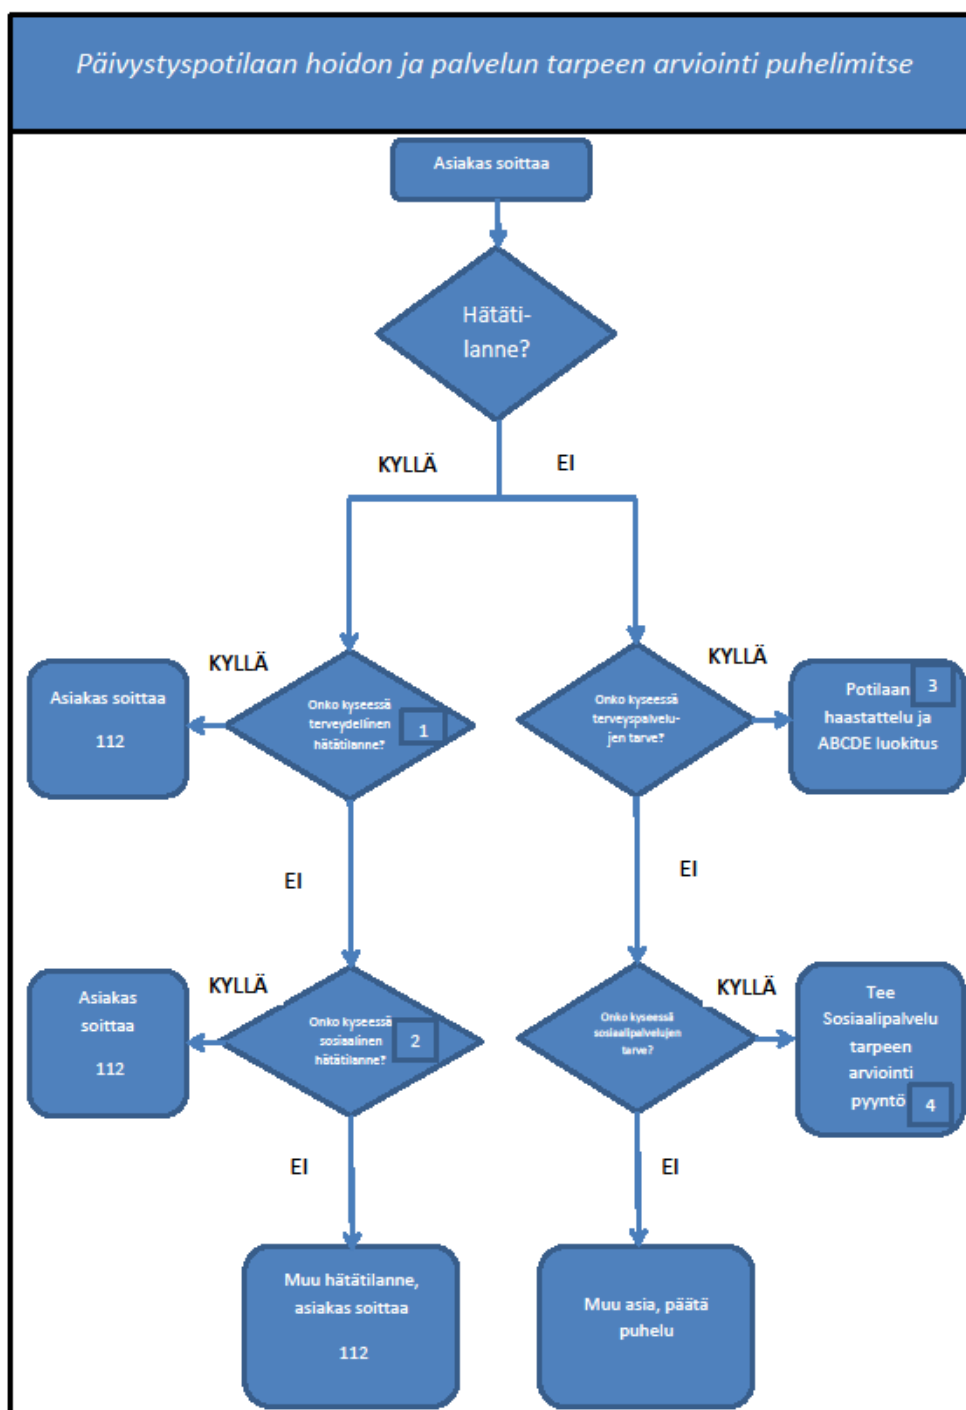 Päivystyspotilaan hoidon ja palvelun tarpeen arviointi puhelimitse
Asiakas soittaa
Hätäti-
lanne?
KYLLÄ
EI
KYLLÄ
Asiakas soittaa
112
Onko kyseessä
terveydellinen
hätätilanne?
1
Onko kyseessä
terveyspalvelu-
jen tarve?
KYLLÄ
3
Potilaan
haastattelu ja
ABCDE luokitus
EI
EI
KYLLÄ
Asiakas
soittaa
112
Onko kyseessä
sosiaalinen
hätätilanne?
2
Onko kyseessä
sosiaalipalvelujen
tarve?
KYLLÄ
Tee
Sosiaalipalvelu
tarpeen
arviointi
pyyntö
4
EI
EI
Muu hätätilanne,
asiakas soittaa
112
Muu asia, päätä
puhelu